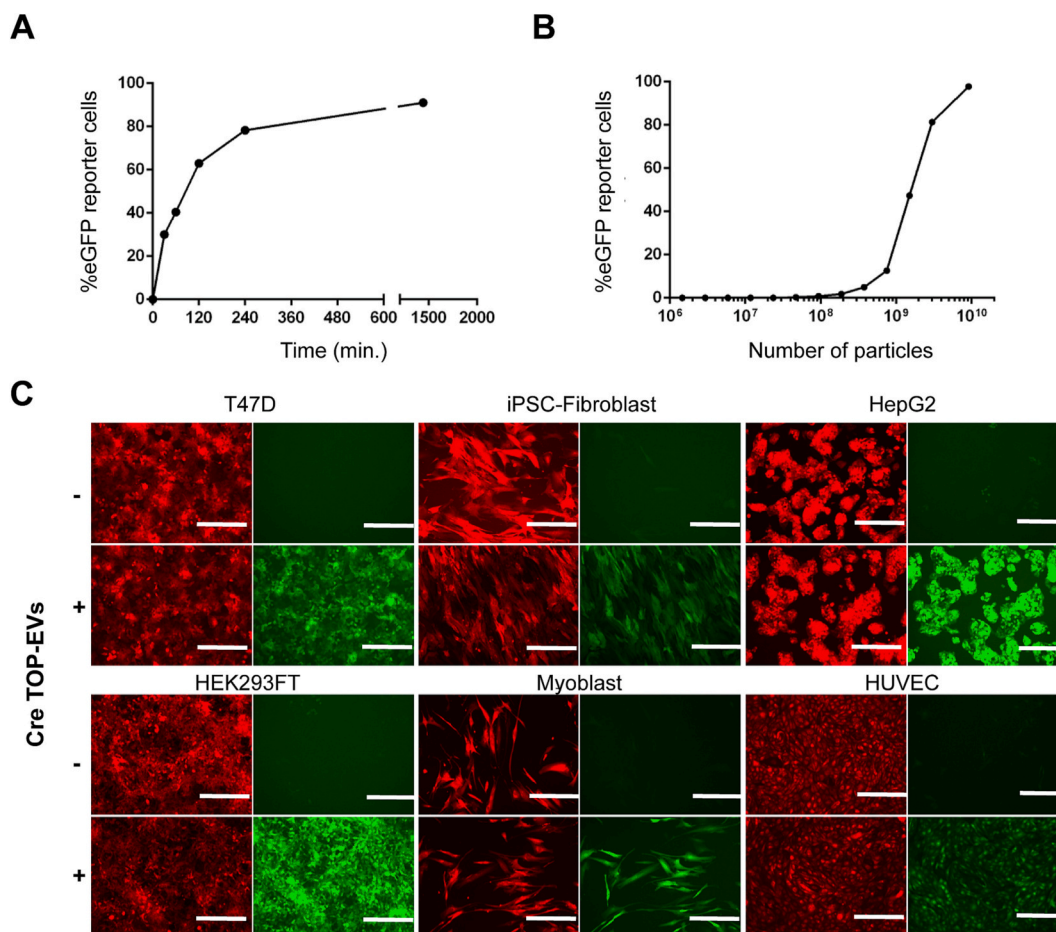 A
B
%eGFP reporter cells
100
80
60
40
20
0
0 120 240 360 480 600 1500 2000
Time (min.)
%eGFP reporter cells
100
80
60
40
20
0
10⁶ 10⁷ 10⁸ 10⁹ 10¹⁰
Number of particles
C
T47D iPSC-Fibroblast HepG2
-
+
Cre TOP-EVs
HEK293FT Myoblast HUVEC
-
+